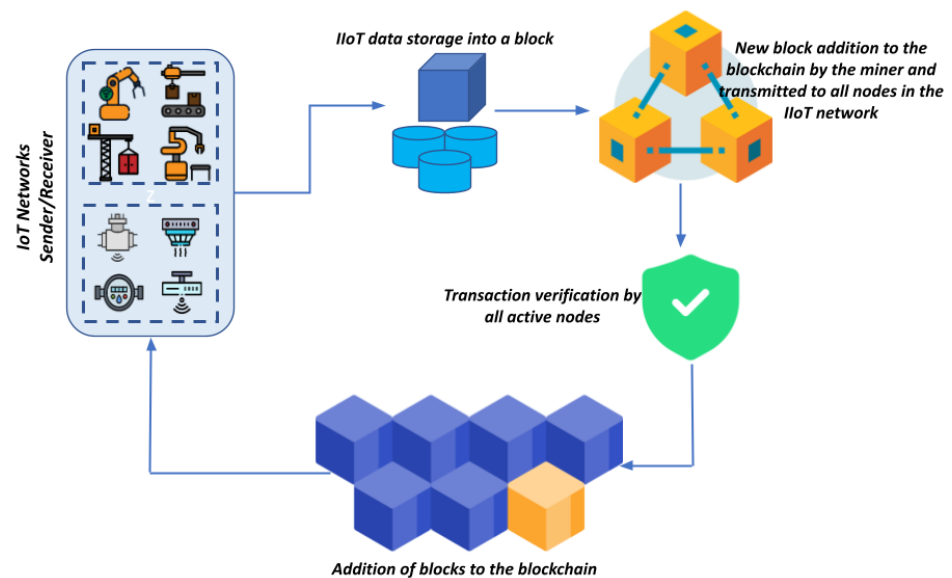 IoT Networks
Sender/Receiver
Z
IIoT data storage into a block
New block addition to the
blockchain by the miner and
transmitted to all nodes in the
IIoT network
Transaction verification by
all active nodes
Addition of blocks to the blockchain